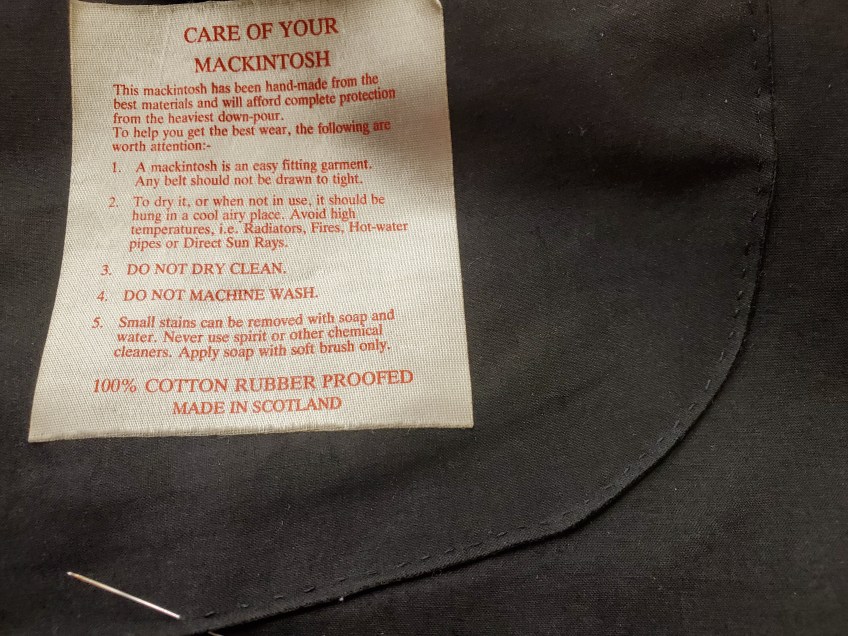 CARE OF YOUR
MACKINTOSH
This mackintosh has been hand-made from the
best materials and will afford complete protection
from the heaviest down-pour.
To help you get the best wear, the following are
worth attention:-
1. A mackintosh is an easy fitting garment.
Any belt should not be drawn to tight.
2. To dry it, or when not in use, it should be
hung in a cool airy place. Avoid high
temperatures, i.e. Radiators, Fires, Hot-water
pipes or Direct Sun Rays.
3. DO NOT DRY CLEAN.
4. DO NOT MACHINE WASH.
5. Small stains can be removed with soap and
water. Never use spirit or other chemical
cleaners. Apply soap with soft brush only.
100% COTTON RUBBER PROOFED
MADE IN SCOTLAND